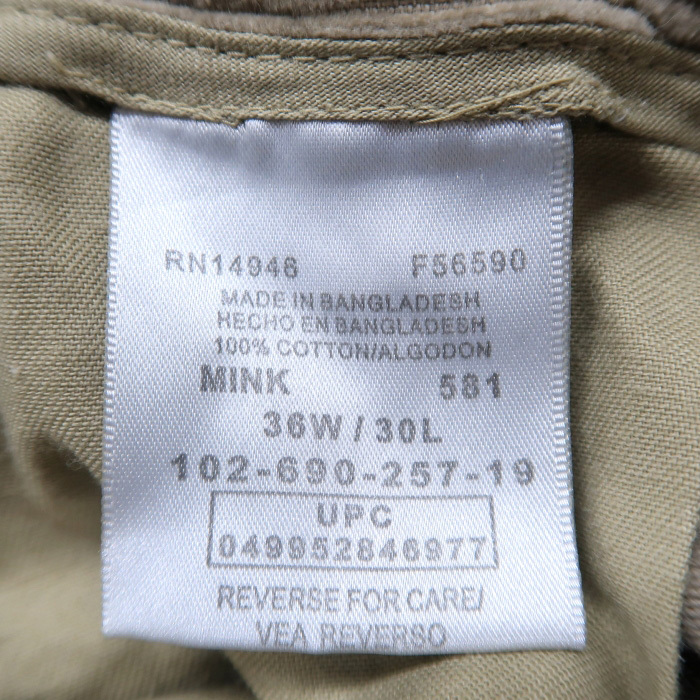 RN14946 F56590
MADE IN BANGLADESH
HECHO EN BANGLADESH
100% COTTON/ALGODON
MINK 581
36W / 30L
102-690-257-19
UPC
049952846977
REVERSE FOR CARE/
VEA REVERSO